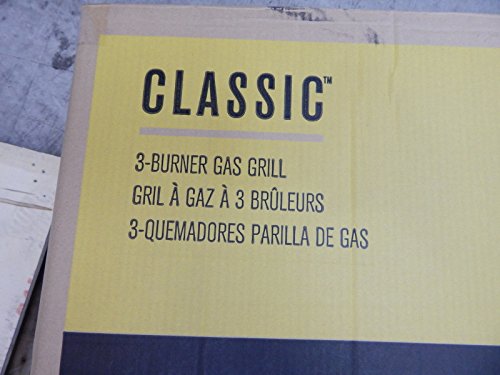 CLASSIC™
3-BURNER GAS GRILL
GRIL À GAZ À 3 BRÛLEURS
3-QUEMADORES PARILLA DE GAS